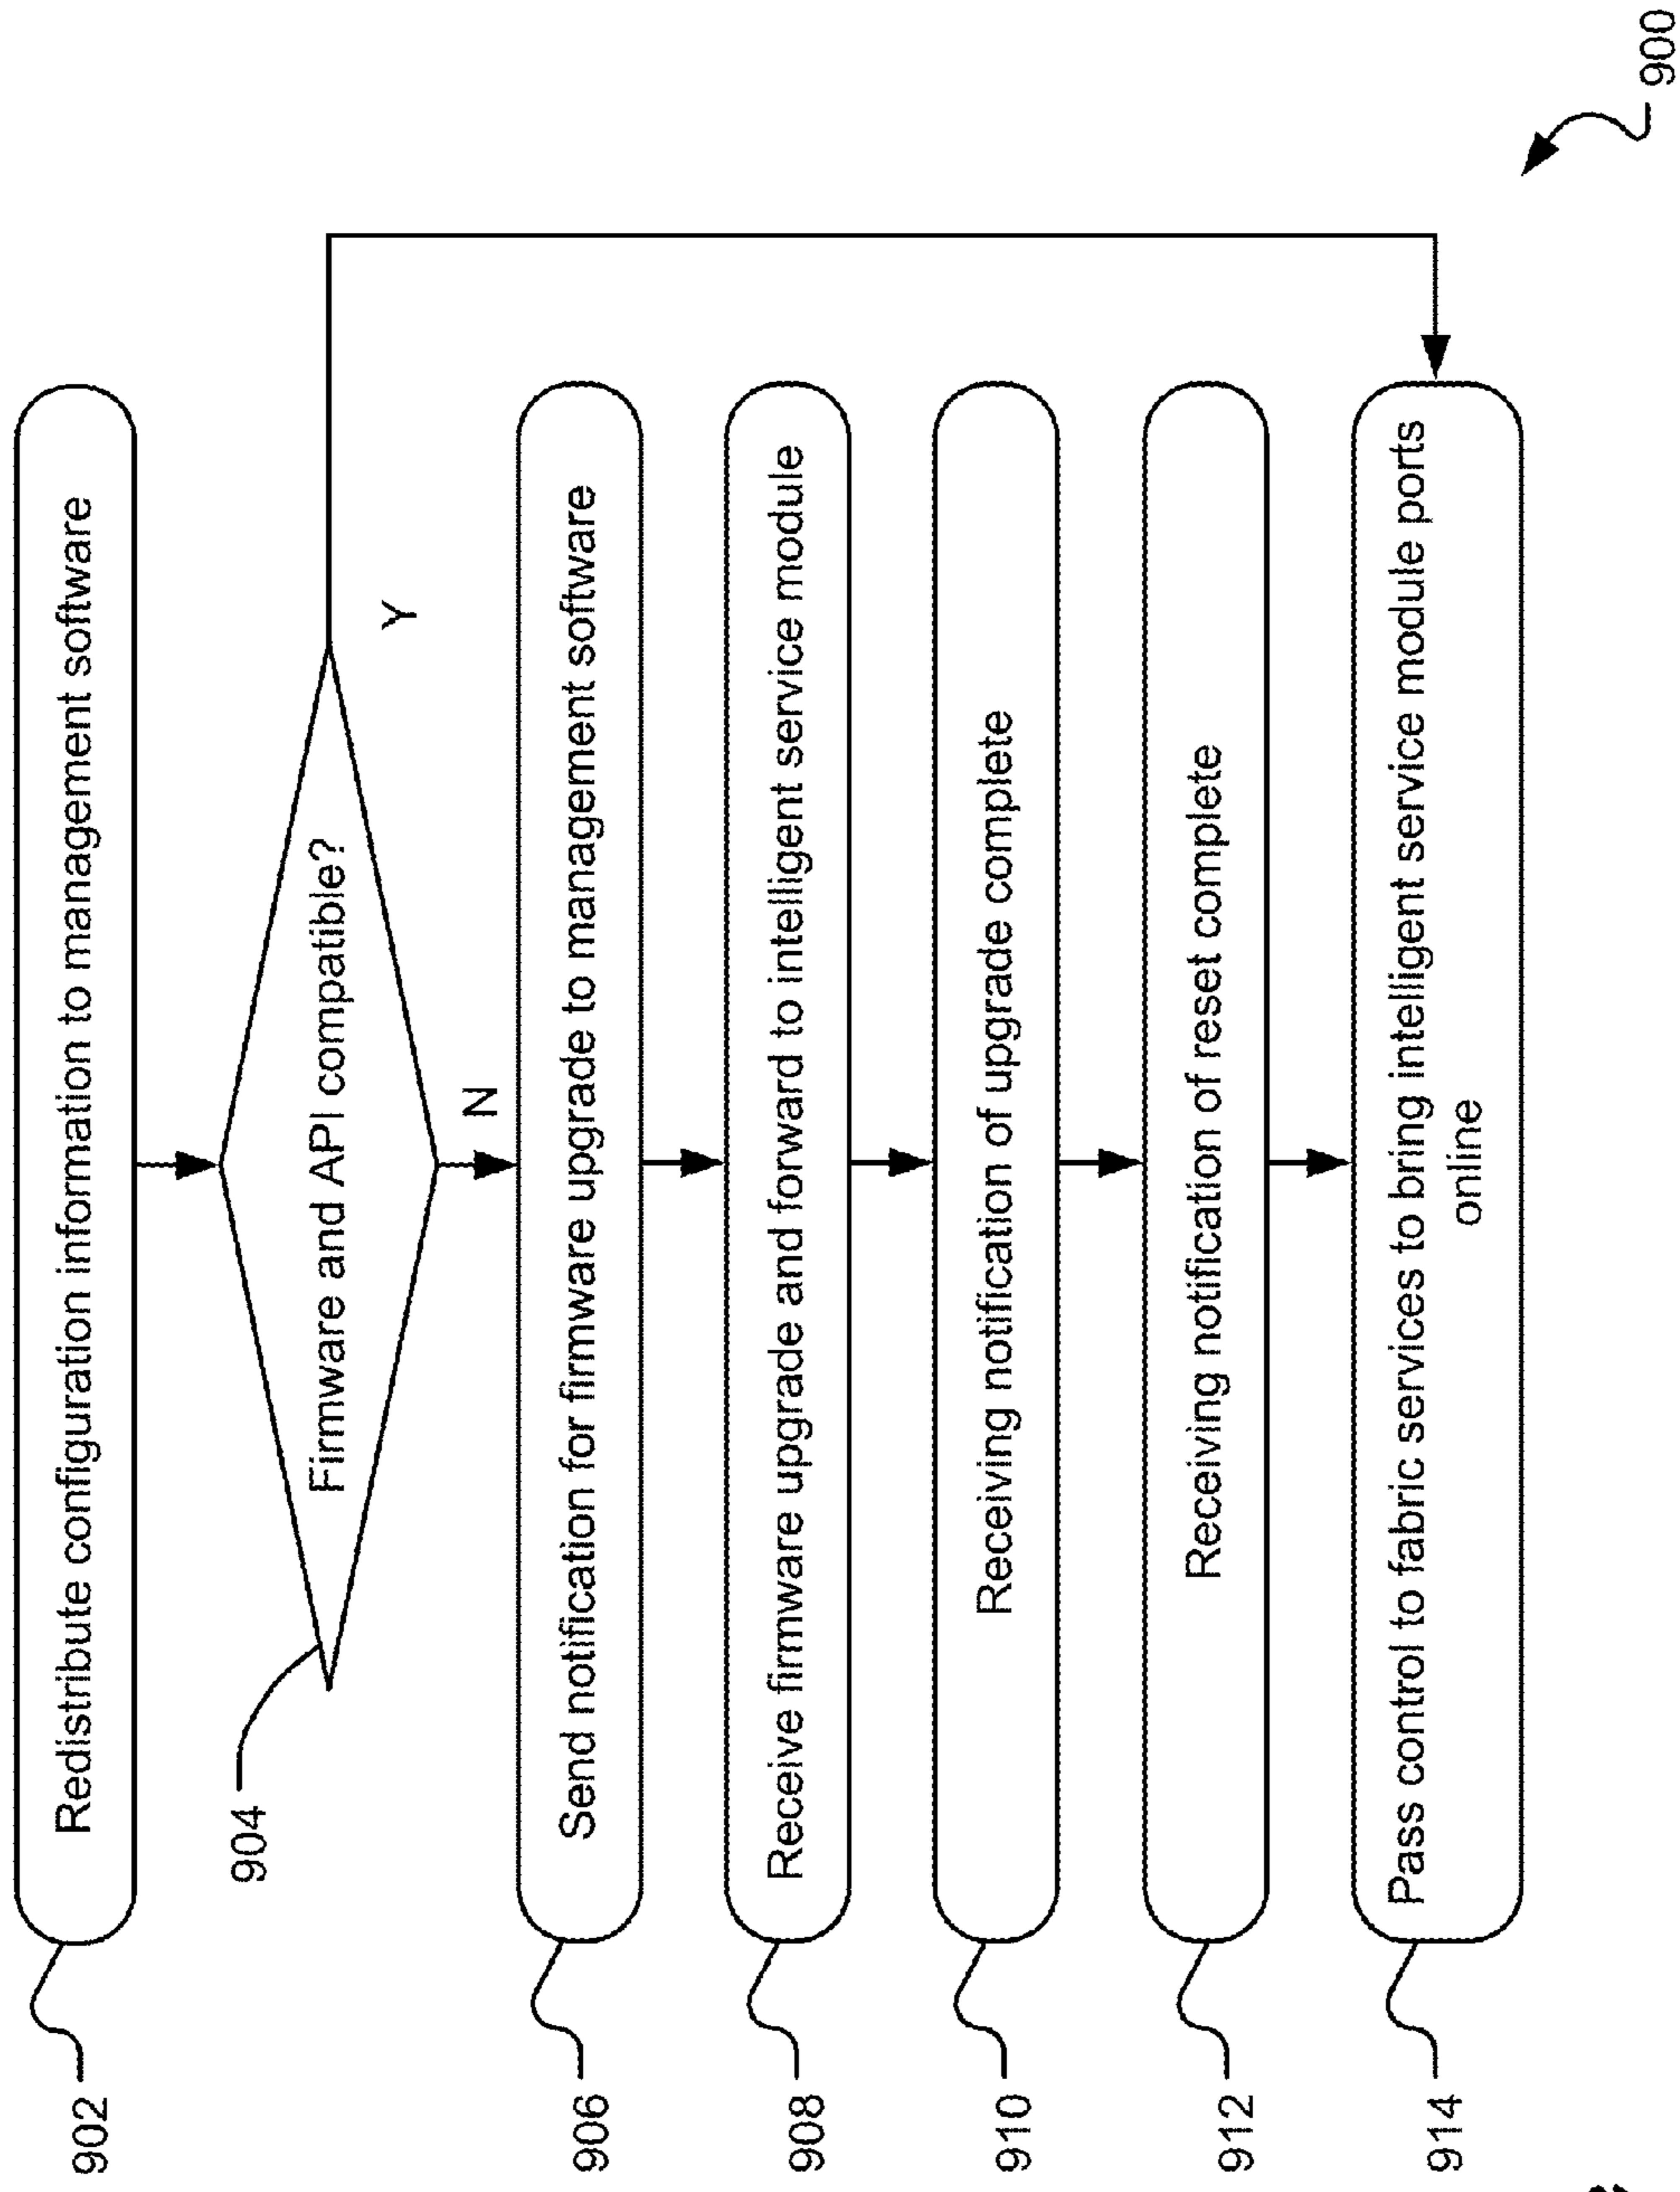 902
Redistribute configuration information to management software
904
Firmware and API compatible?
Y
N
906
Send notification for firmware upgrade to management software
908
Receive firmware upgrade and forward to intelligent service module
910
Receiving notification of upgrade complete
912
Receiving notification of reset complete
914
Pass control to fabric services to bring intelligent service module ports
online
900